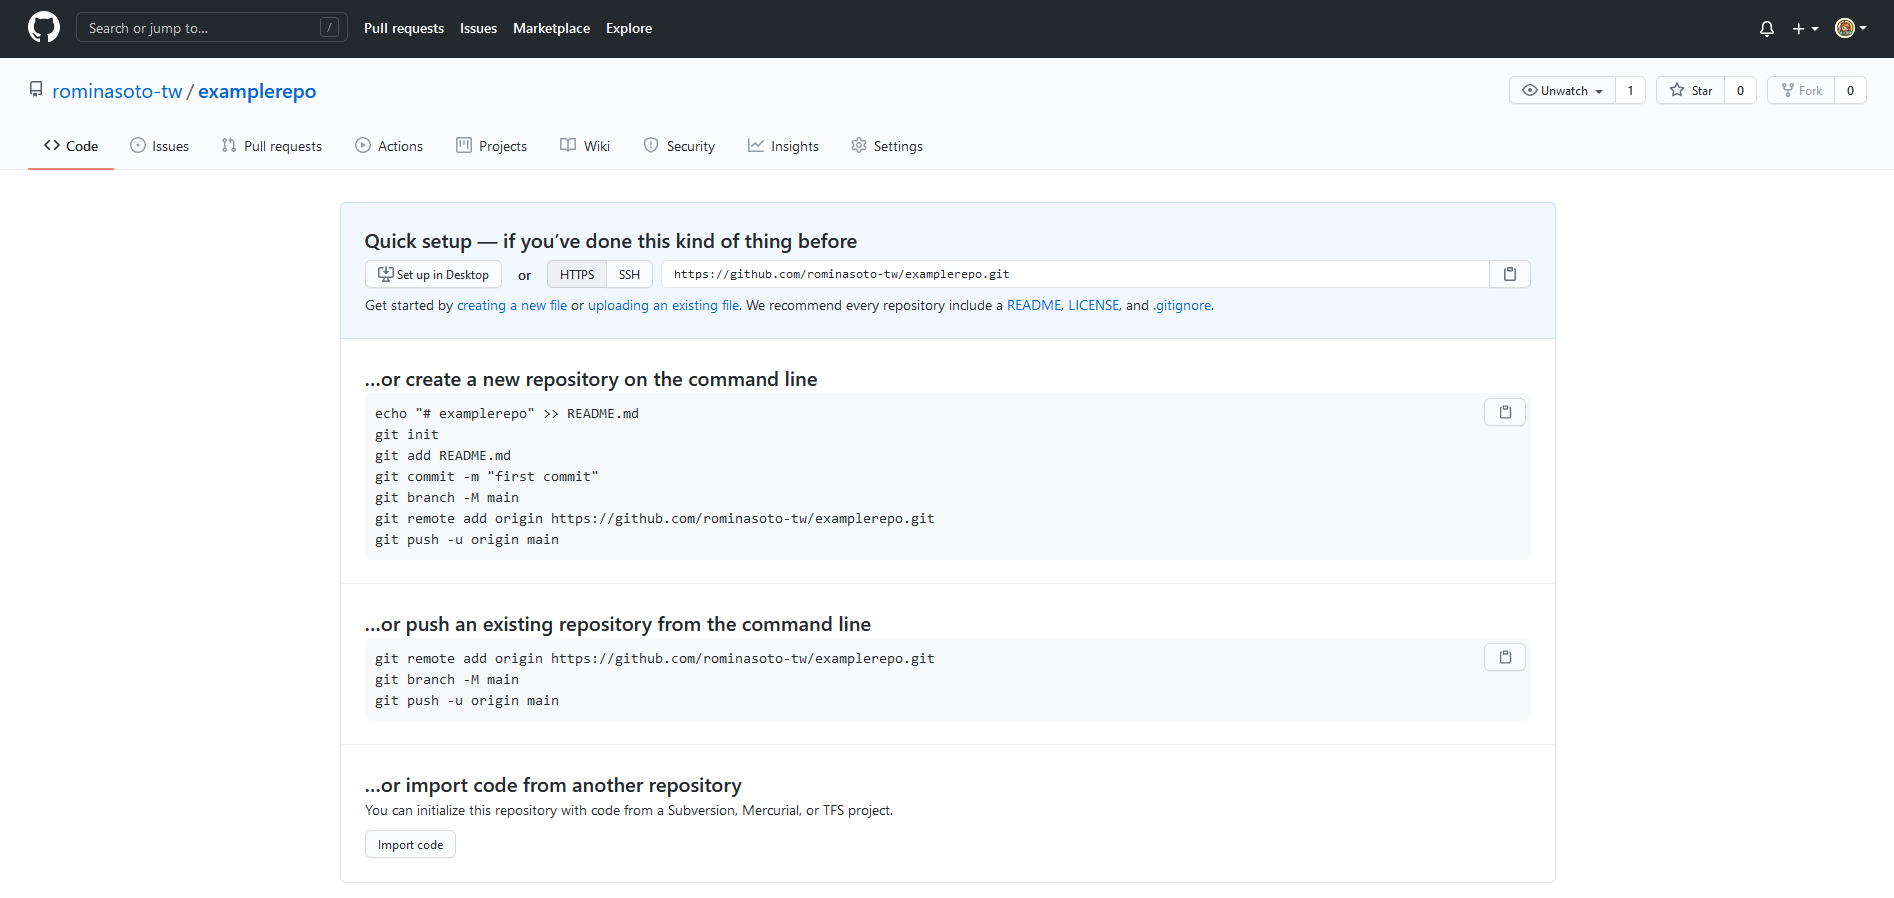 Search or jump to... /
Pull requests Issues Marketplace Explore
rominasoto-tw / examplerepo
Unwatch 1 Star 0 Fork 0
Code Issues Pull requests Actions Projects Wiki Security Insights Settings
Quick setup — if you’ve done this kind of thing before
Set up in Desktop or HTTPS SSH https://github.com/rominasoto-tw/examplerepo.git
Get started by creating a new file or uploading an existing file. We recommend every repository include a README, LICENSE, and .gitignore.
…or create a new repository on the command line
echo "# examplerepo" >> README.md
git init
git add README.md
git commit -m "first commit"
git branch -M main
git remote add origin https://github.com/rominasoto-tw/examplerepo.git
git push -u origin main
…or push an existing repository from the command line
git remote add origin https://github.com/rominasoto-tw/examplerepo.git
git branch -M main
git push -u origin main
…or import code from another repository
You can initialize this repository with code from a Subversion, Mercurial, or TFS project.
Import code